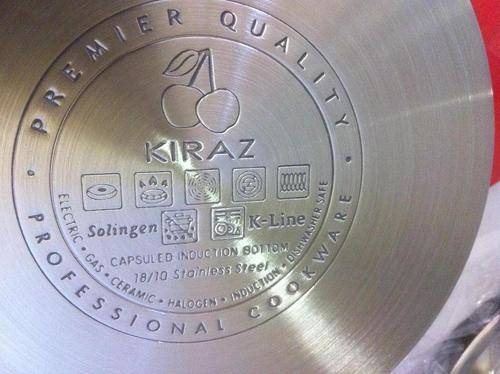 PREMIER QUALITY
KIRAZ
Solingen K-Line
CAPSULED INDUCTION BOTTOM
18/10 Stainless Steel
ELECTRIC • GAS • CERAMIC • HALOGEN • INDUCTION • DISHWASHER SAFE
• PROFESSIONAL COOKWARE •